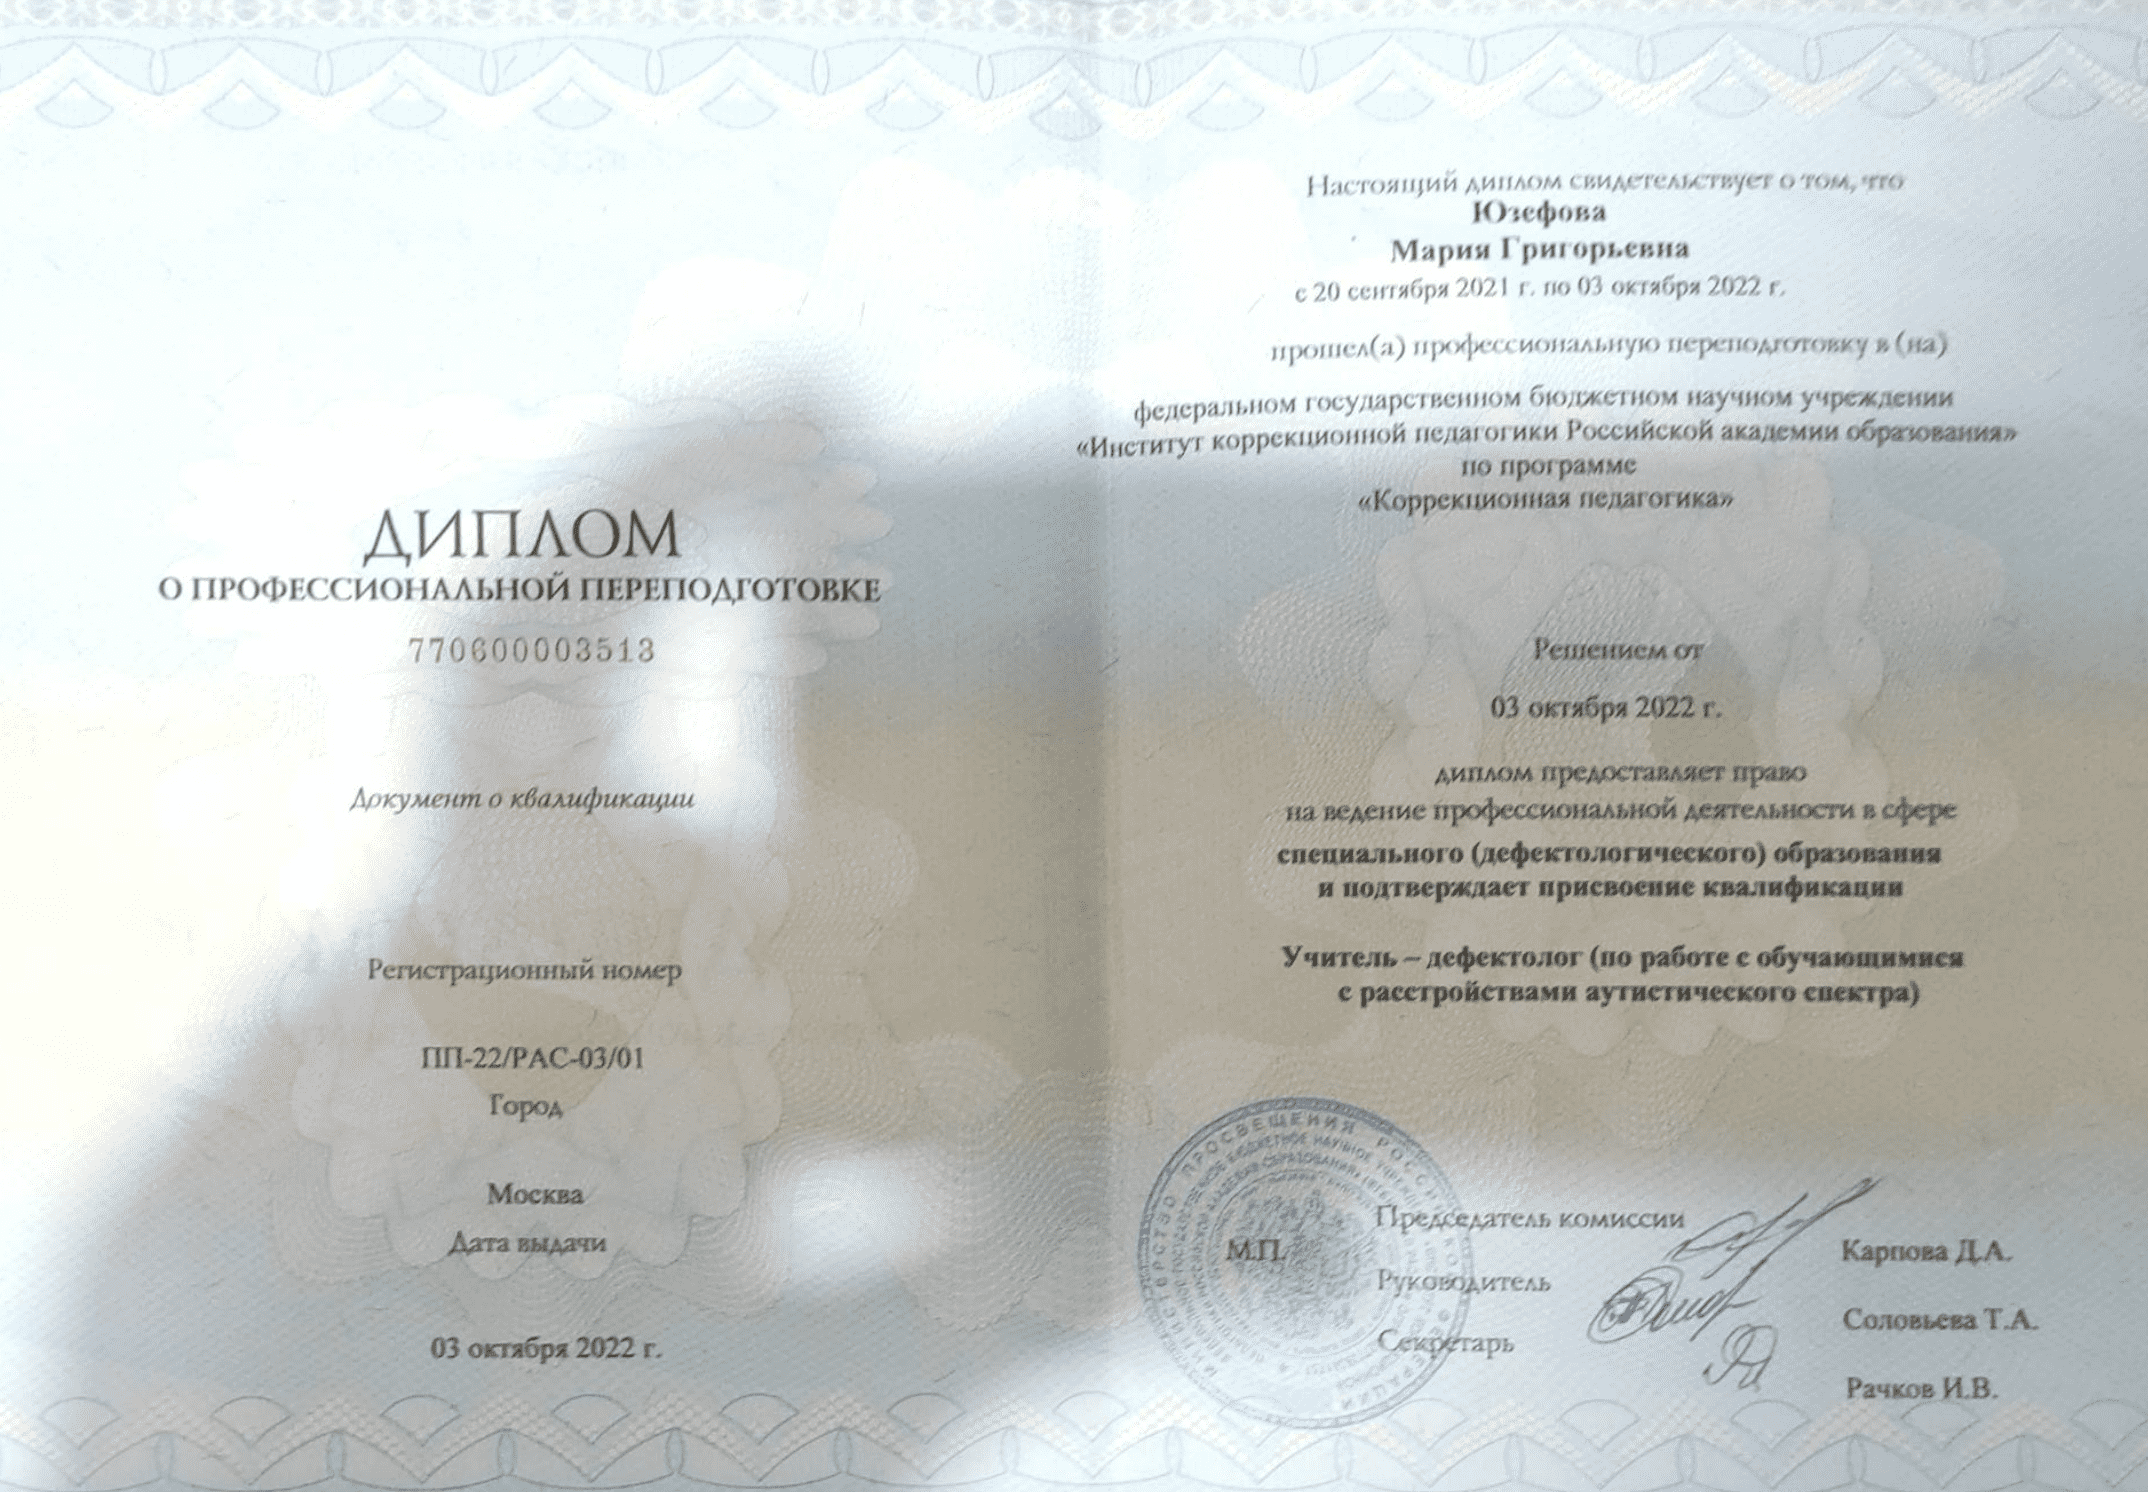 ДИПЛОМ
О ПРОФЕССИОНАЛЬНОЙ ПЕРЕПОДГОТОВКЕ
770600003513
Документ о квалификации
Регистрационный номер
ПП-22/РАС-03/01
Город
Москва
Дата выдачи
03 октября 2022 г.
Настоящий диплом свидетельствует о том, что
Юзефова
Мария Григорьевна
с 20 сентября 2021 г. по 03 октября 2022 г.
прошел(а) профессиональную переподготовку в (на)
федеральном государственном бюджетном научном учреждении
«Институт коррекционной педагогики Российской академии образования»
по программе
«Коррекционная педагогика»
Решением от
03 октября 2022 г.
диплом предоставляет право
на ведение профессиональной деятельности в сфере
специального (дефектологического) образования
и подтверждает присвоение квалификации
Учитель – дефектолог (по работе с обучающимися
с расстройствами аутистического спектра)
МИНИСТЕРСТВО ПРОСВЕЩЕНИЯ РОССИЙСКОЙ ФЕДЕРАЦИИ
М.П.
Председатель комиссии
Карпова Д.А.
Руководитель
Соловьева Т.А.
Секретарь
Рачков И.В.